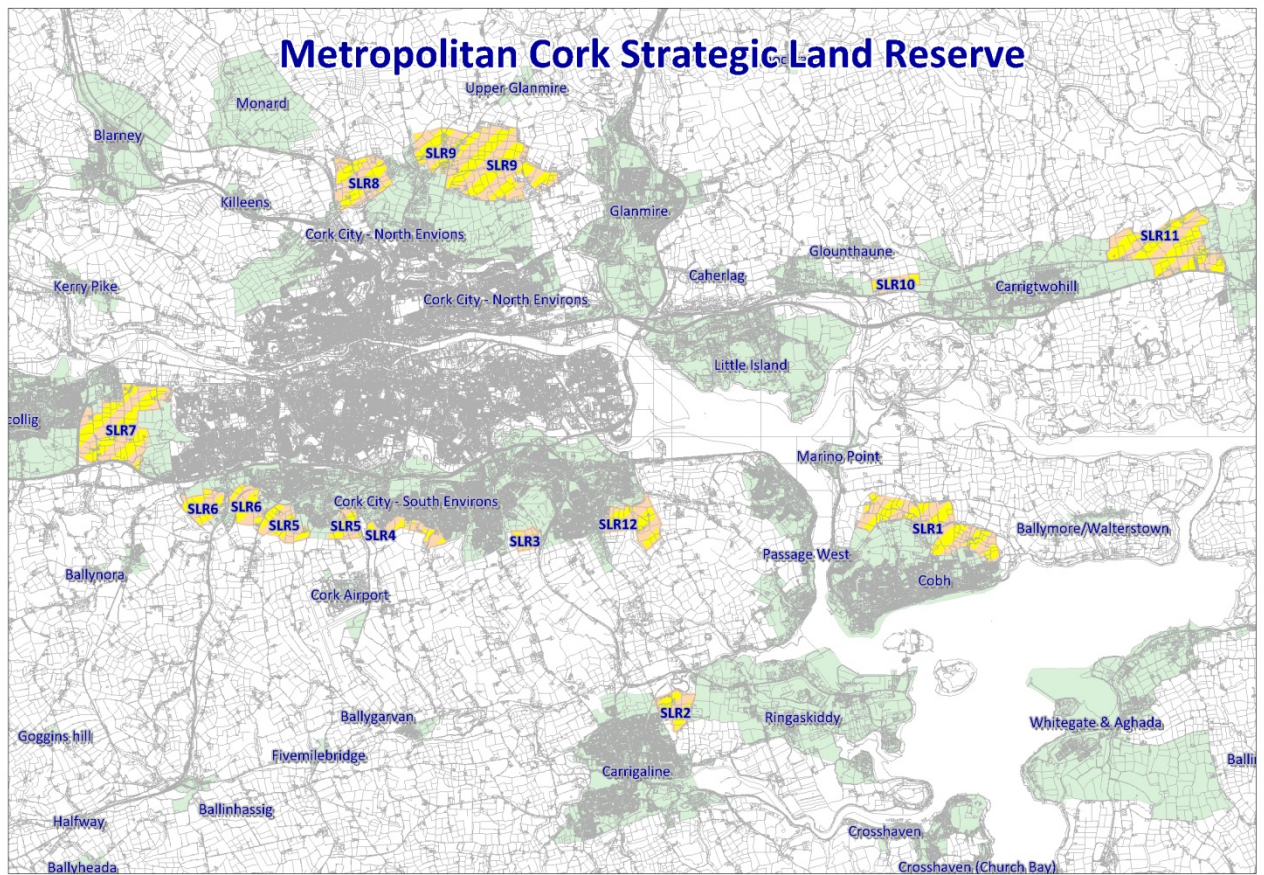 Metropolitan Cork Strategic Land Reserve
Upper Glanmire
Monard
Blarney
SLR9
SLR9
SLR8
Killeens
Glanmire
Cork City - North Envions
SLR11
Glounthaune
Caherlag
SLR10
Kerry Pike
Carrigtwohill
Cork City - North Environs
Little Island
collig
SLR7
Marino Point
Cork City - South Environs
SLR6
SLR6
SLR5
SLR5
SLR4
SLR3
SLR12
SLR1
Ballymore/Walterstown
Passage West
Ballynora
Cobh
Cork Airport
SLR2
Ballygarvan
Ringaskiddy
Whitegate & Aghada
Goggins hill
Fivemilebridge
Balli
Carrigaline
Ballinhassig
Halfway
Crosshaven
Ballyheada
Crosshaven (Church Bay)